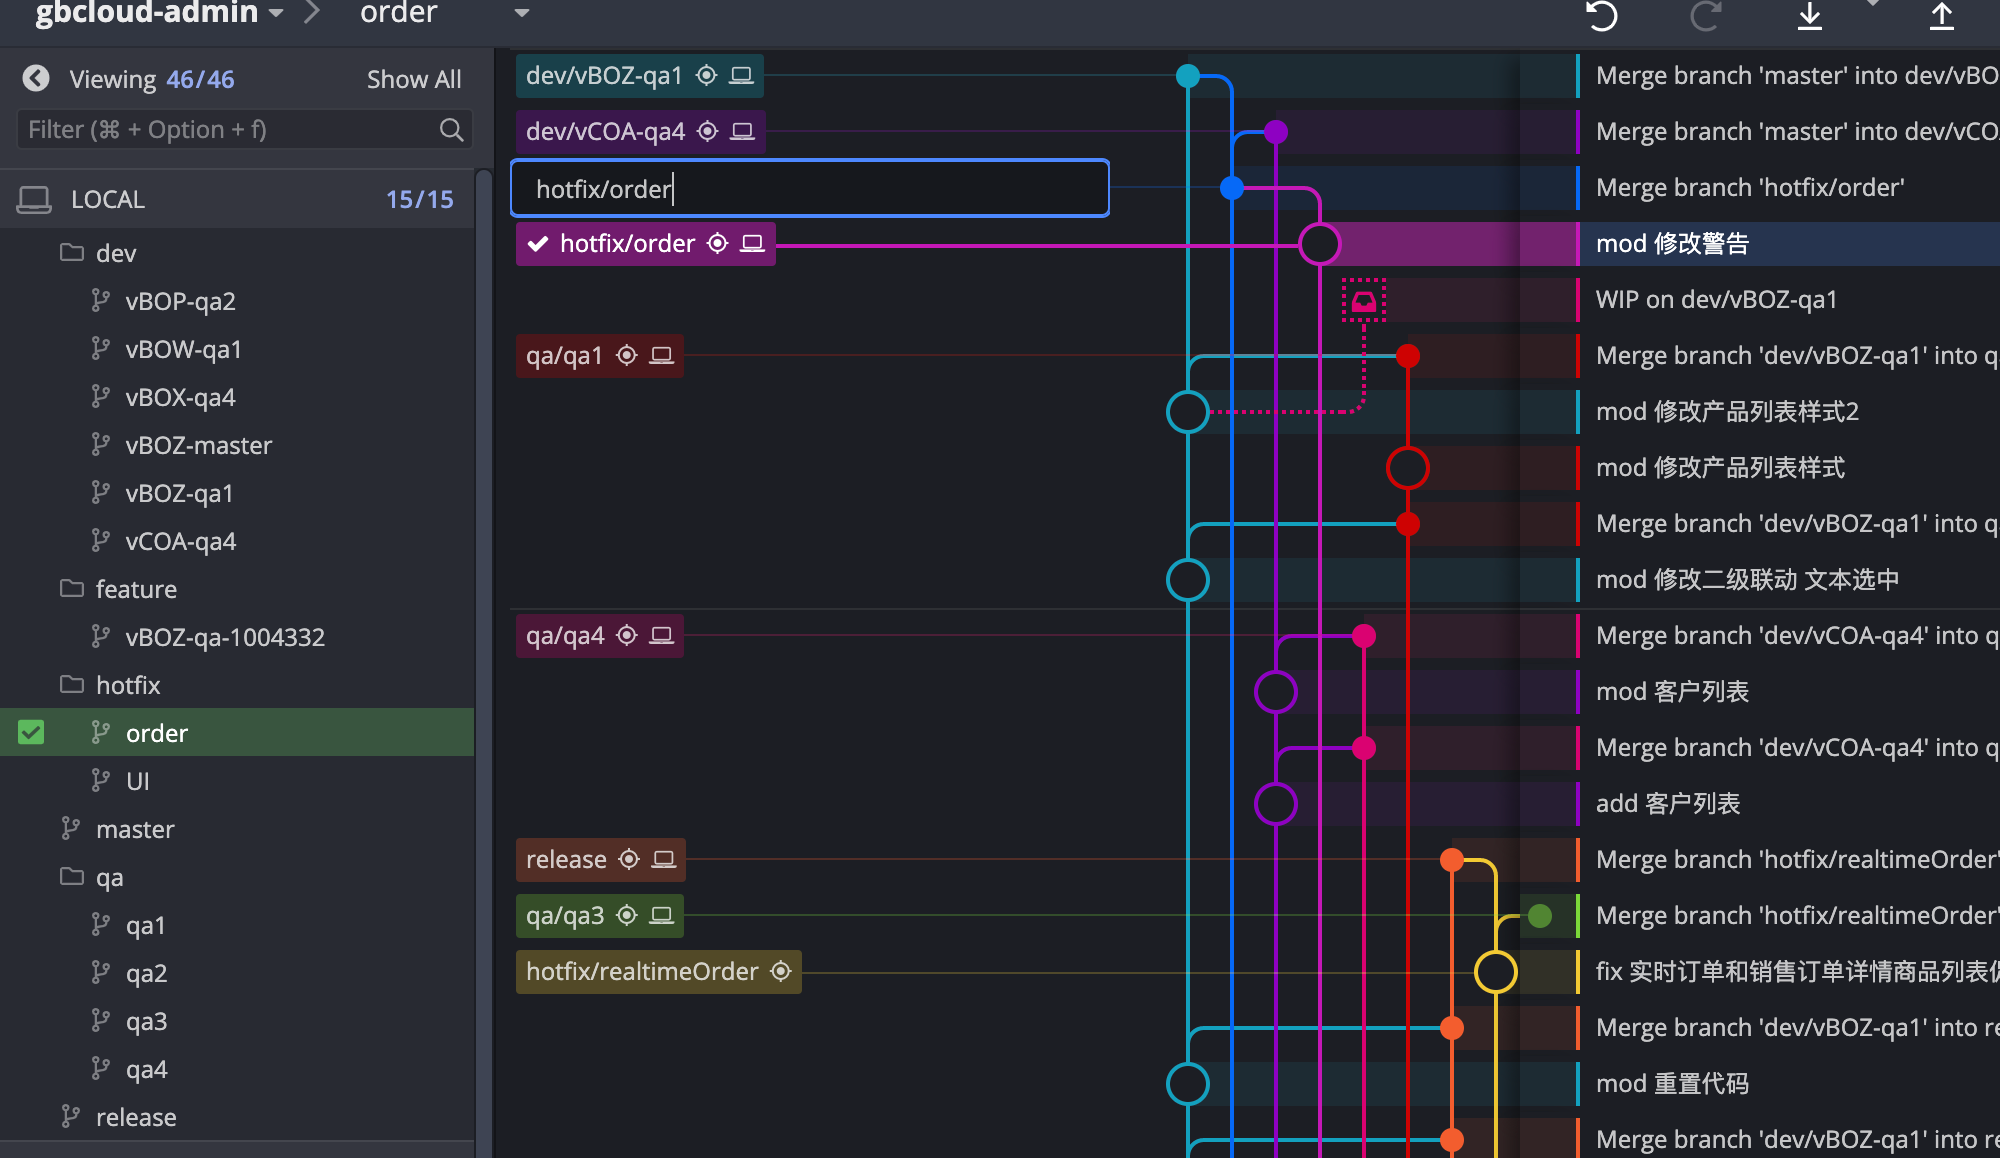 gbcloud-admin
order
Viewing 46/46
Show All
Filter (⌘ + Option + f)
LOCAL
15/15
dev
vBOP-qa2
vBOW-qa1
vBOX-qa4
vBOZ-master
vBOZ-qa1
vCOA-qa4
feature
vBOZ-qa-1004332
hotfix
order
UI
master
qa
qa1
qa2
qa3
qa4
release
dev/vBOZ-qa1
Merge branch 'master' into dev/vBO
dev/vCOA-qa4
Merge branch 'master' into dev/vCO
hotfix/order
Merge branch 'hotfix/order'
hotfix/order
mod 修改警告
WIP on dev/vBOZ-qa1
qa/qa1
Merge branch 'dev/vBOZ-qa1' into q
mod 修改产品列表样式2
mod 修改产品列表样式
Merge branch 'dev/vBOZ-qa1' into q
mod 修改二级联动 文本选中
qa/qa4
Merge branch 'dev/vCOA-qa4' into q
mod 客户列表
Merge branch 'dev/vCOA-qa4' into q
add 客户列表
release
Merge branch 'hotfix/realtimeOrder'
qa/qa3
Merge branch 'hotfix/realtimeOrder'
hotfix/realtimeOrder
fix 实时订单和销售订单详情商品列表
Merge branch 'dev/vBOZ-qa1' into re
mod 重置代码
Merge branch 'dev/vBOZ-qa1' into re